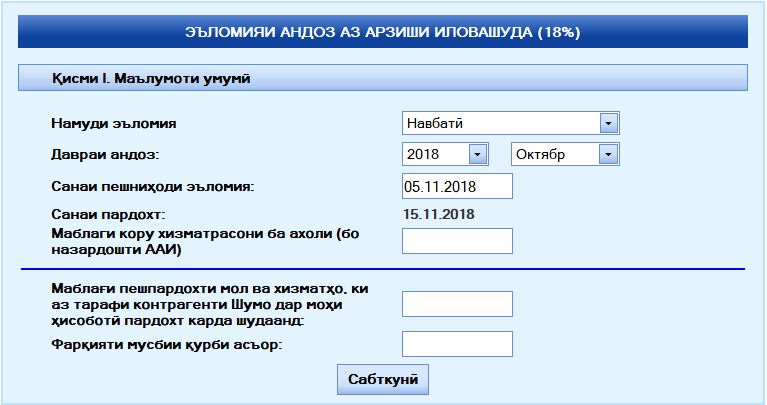 ЭЪЛОМИЯИ АНДОЗ АЗ АРЗИШИ ИЛОВАШУДА (18%)
Қисми I. Маълумоти умумӣ
Намуди эъломия
Навбатӣ
Давраи андоз:
2018
Октябр
Санаи пешниҳоди эъломия:
05.11.2018
Санаи пардохт:
15.11.2018
Маблаги кору хизматрасони ба ахоли (бо
назардошти ААИ)
Маблағи пешпардохти мол ва хизматҳо, ки
аз тарафи контрагенти Шумо дар моҳи
ҳисоботӣ пардохт карда шудаанд:
Фарқияти мусбии қурби асъор:
Сабткунӣ